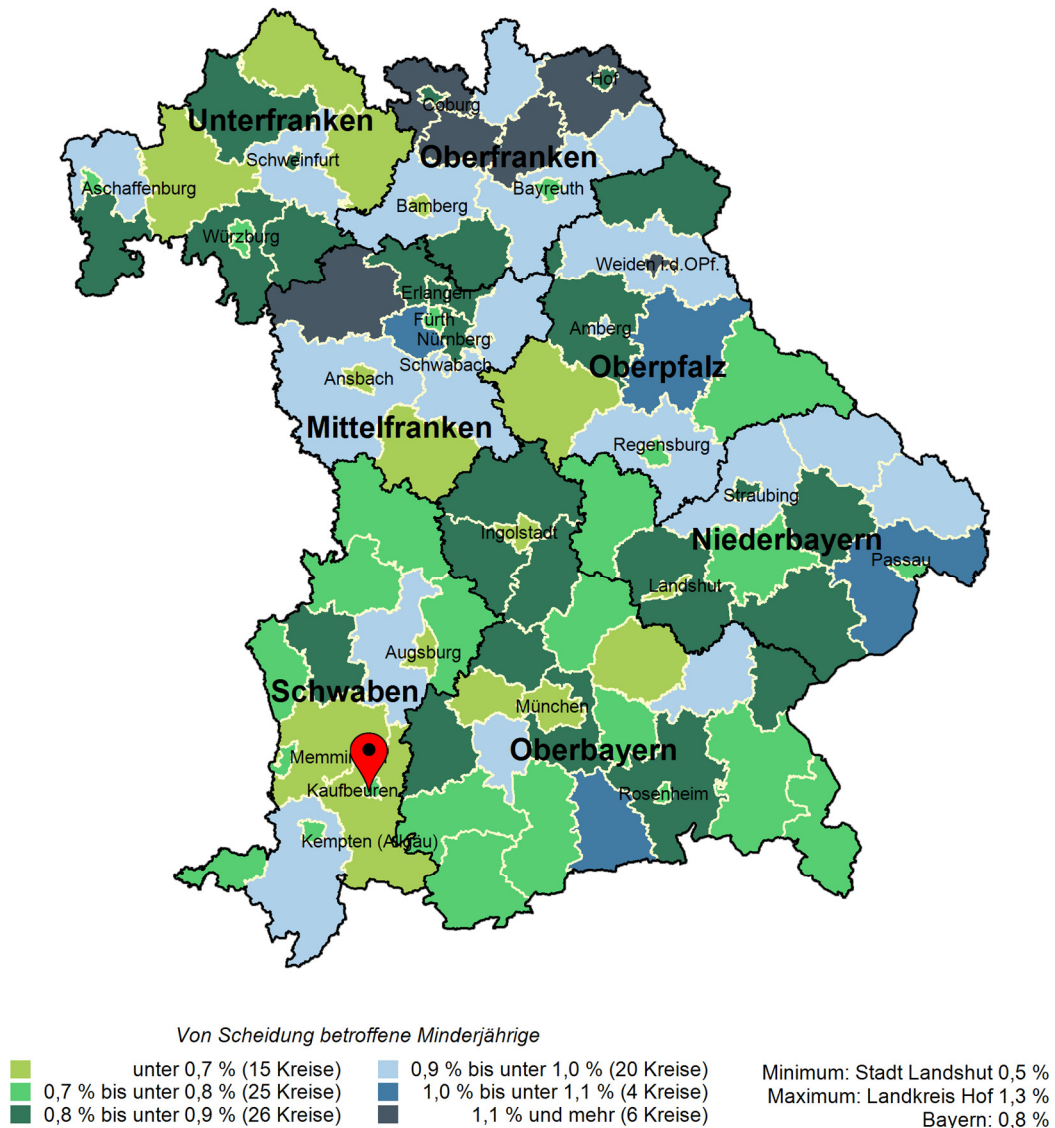 Hof
Coburg
Unterfranken
Oberfranken
Schweinfurt
Aschaffenburg
Bayreuth
Bamberg
Würzburg
Weiden i.d.OPf.
Erlangen
Fürth
Amberg
Nürnberg
Schwabach
Oberpfalz
Ansbach
Mittelfranken
Regensburg
Straubing
Ingolstadt
Niederbayern
Passau
Landshut
Augsburg
Schwaben
München
Oberbayern
Kaufbeuren
Rosenheim
Kempten (Allgäu)
Von Scheidung betroffene Minderjährige
unter 0,7 % (15 Kreise)
0,7 % bis unter 0,8 % (25 Kreise)
0,8 % bis unter 0,9 % (26 Kreise)
0,9 % bis unter 1,0 % (20 Kreise)
1,0 % bis unter 1,1 % (4 Kreise)
1,1 % und mehr (6 Kreise)
Minimum: Stadt Landshut 0,5 %
Maximum: Landkreis Hof 1,3 %
Bayern: 0,8 %